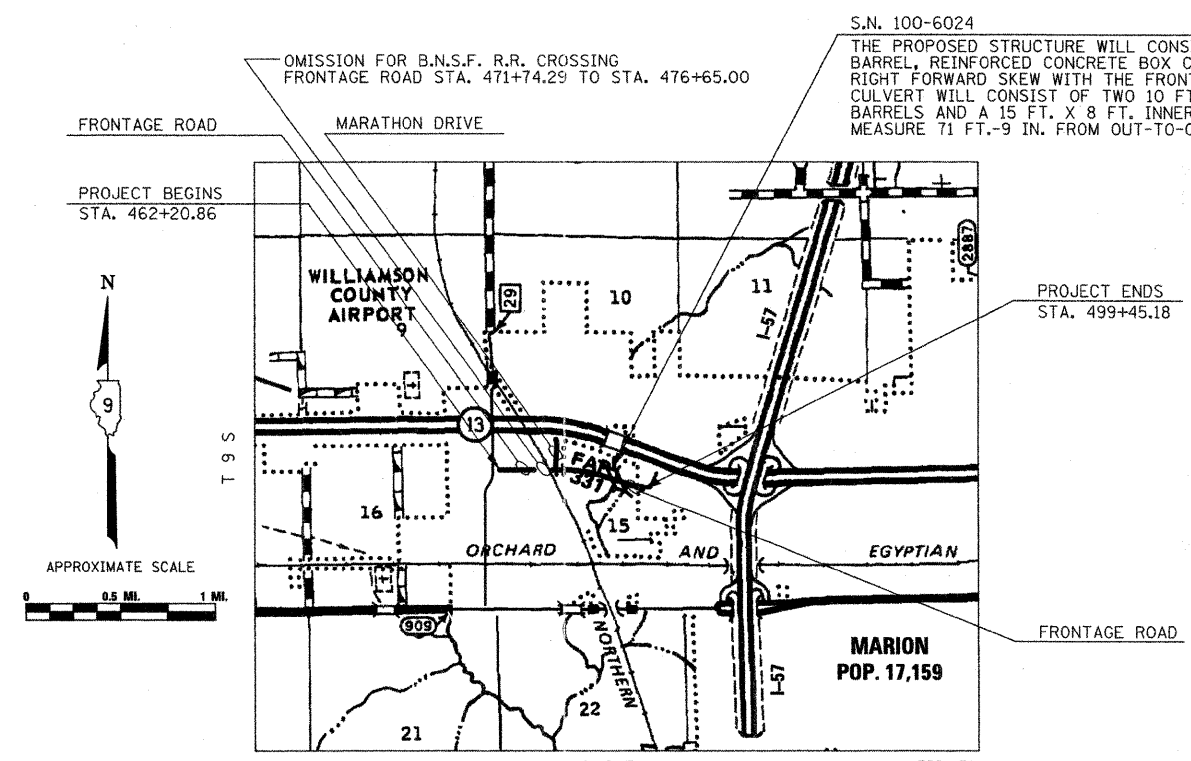 S.N. 100-6024
THE PROPOSED STRUCTURE WILL CONS
BARREL, REINFORCED CONCRETE BOX C
RIGHT FORWARD SKEW WITH THE FRON
CULVERT WILL CONSIST OF TWO 10 FT
BARRELS AND A 15 FT. X 8 FT. INNER
MEASURE 71 FT.-9 IN. FROM OUT-TO-
OMISSION FOR B.N.S.F. R.R. CROSSING
FRONTAGE ROAD STA. 471+74.29 TO STA. 476+65.00
FRONTAGE ROAD
MARATHON DRIVE
PROJECT BEGINS
STA. 462+20.86
N
9
T 9 S
APPROXIMATE SCALE
0 0.5 MI. 1 MI.
WILLIAMSON
COUNTY
AIRPORT
9
29
10
11
I-57
2887
PROJECT ENDS
STA. 499+45.18
13
FAP
331
16
15
ORCHARD AND EGYPTIAN
909
NORTHERN
I-57
MARION
POP. 17,159
FRONTAGE ROAD
21
22